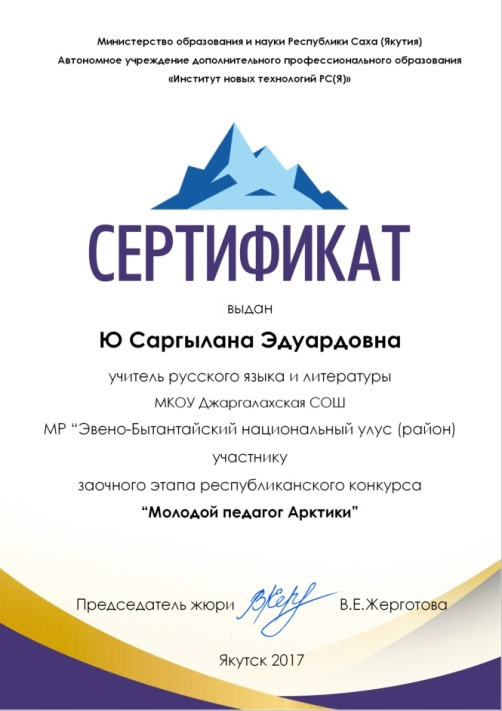 Министерство образования и науки Республики Саха (Якутия)
Автономное учреждение дополнительного профессионального образования
«Институт новых технологий РС(Я)»
СЕРТИФИКАТ
выдан
Ю Саргылана Эдуардовна
учитель русского языка и литературы
МКОУ Джаргалахская СОШ
МР “Эвено-Бытантайский национальный улус (район)
участнику
заочного этапа республиканского конкурса
“Молодой педагог Арктики”
Председатель жюри В.Е.Жерготова
Якутск 2017